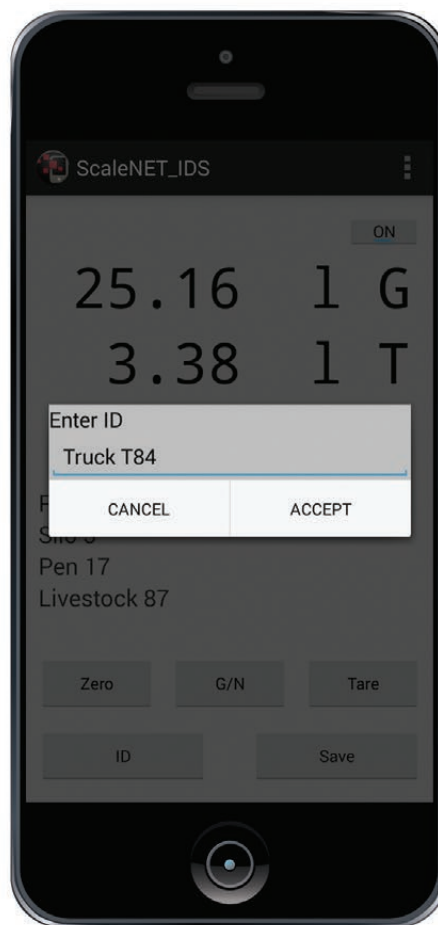 ScaleNET_IDS
ON
25.16 l G
3.38 l T
Enter ID
Truck T84
CANCEL ACCEPT
Pen 17
Livestock 87
Zero G/N Tare
ID Save